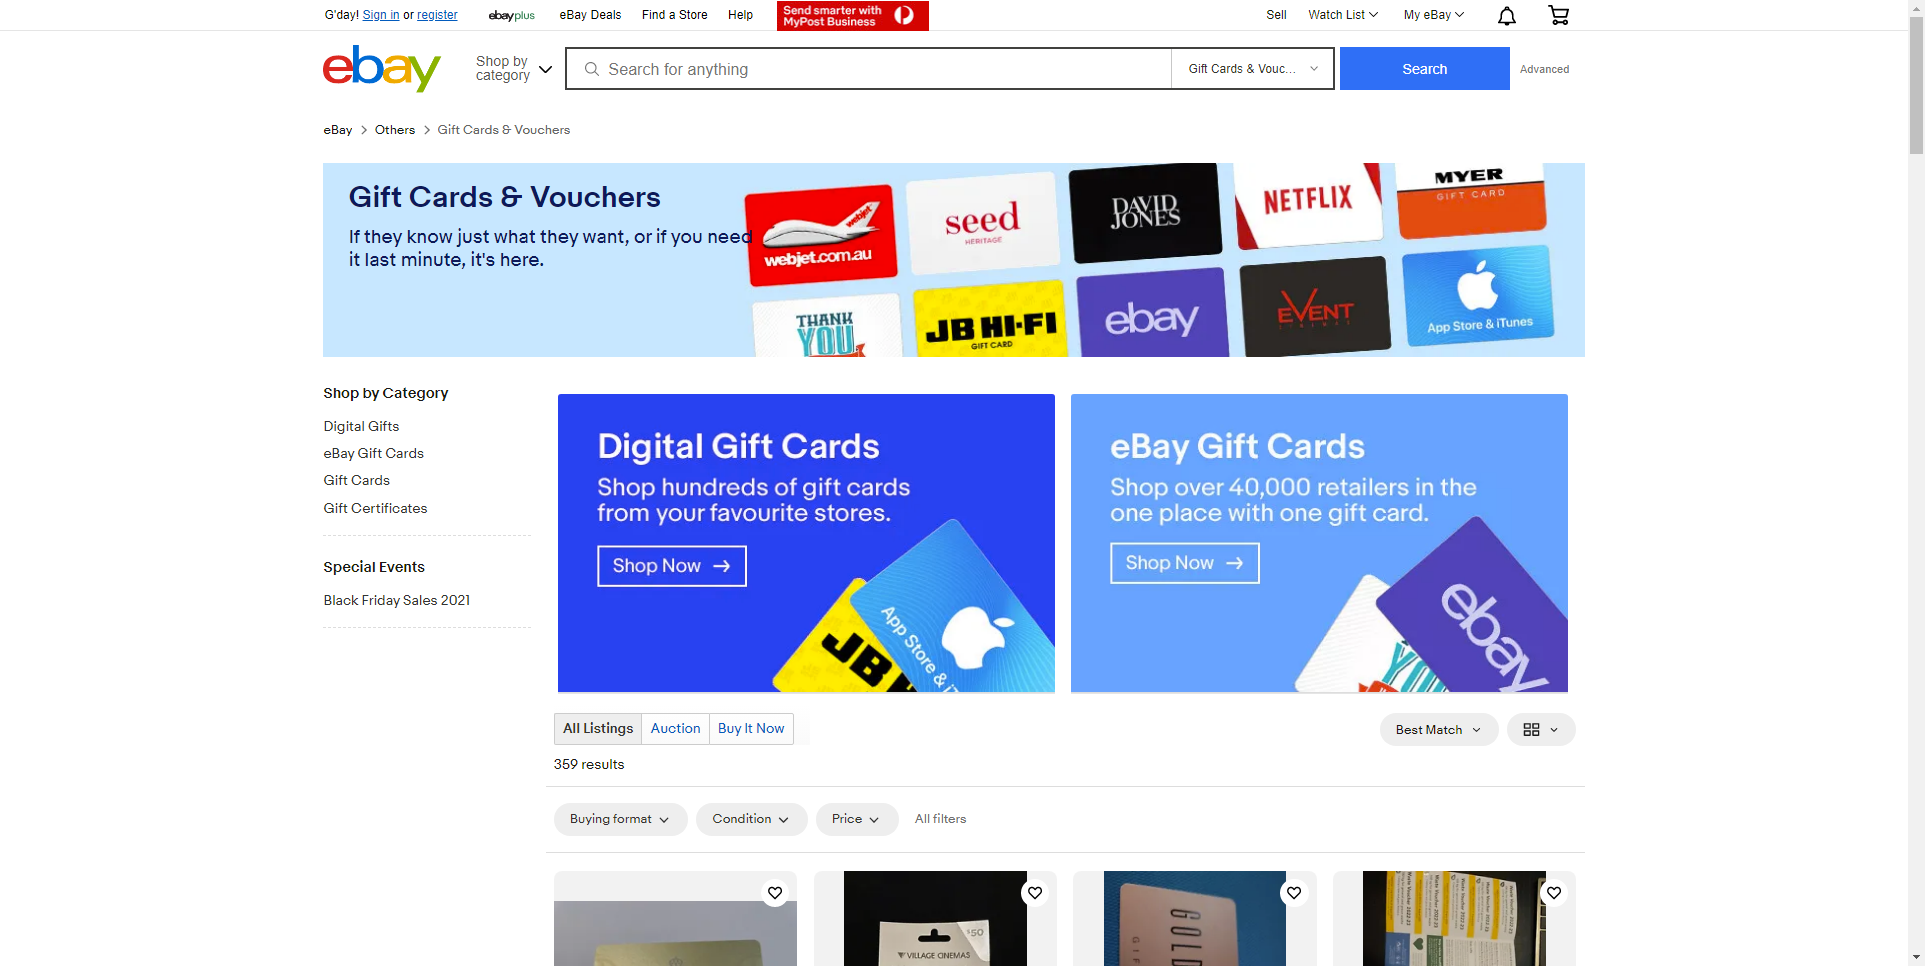 G'day! Sign in or register
ebayplus
eBay Deals
Find a Store
Help
Send smarter with
MyPost Business
Sell
Watch List
My eBay
ebay
Shop by
category
Search for anything
Gift Cards & Vouc...
Search
Advanced
eBay
Others
Gift Cards & Vouchers
Gift Cards & Vouchers
If they know just what they want, or if you need
it last minute, it's here.
webjet
webjet.com.au
seed
HERITAGE
DAVID
JONES
NETFLIX
MYER
GIFT CARD
THANK
YOU
JB HI-FI
GIFT CARD
ebay
EVENT
CINEMAS
App Store & iTunes
Shop by Category
Digital Gifts
eBay Gift Cards
Gift Cards
Gift Certificates
Special Events
Black Friday Sales 2021
Digital Gift Cards
Shop hundreds of gift cards
from your favourite stores.
Shop Now
JB
App Store & iT
eBay Gift Cards
Shop over 40,000 retailers in the
one place with one gift card.
Shop Now
ebay
All Listings
Auction
Buy It Now
Best Match
359 results
Buying format
Condition
Price
All filters
$50
VILLAGE CINEMAS
GOLD